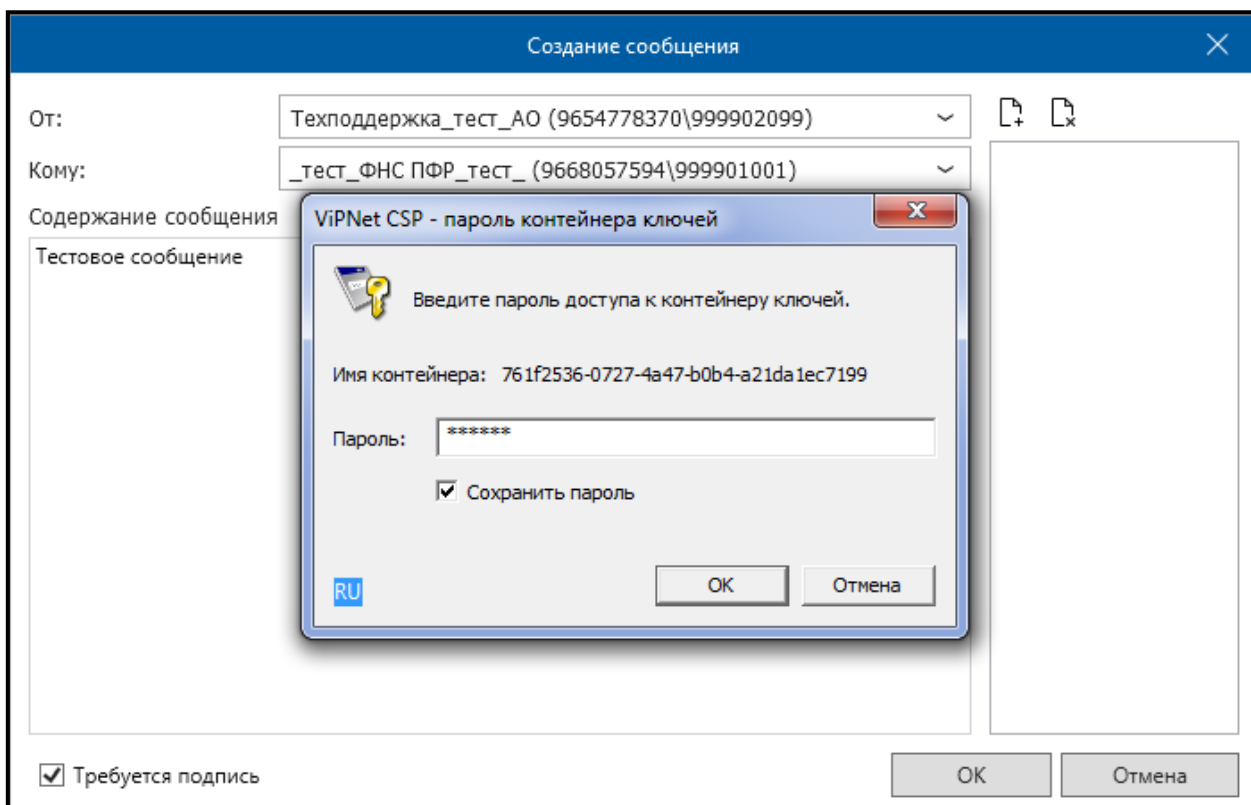 Создание сообщения
От:
Техподдержка_тест_АО (9654778370\999902099)
Кому:
_тест_ФНС ПФР_тест_ (9668057594\999901001)
Содержание сообщения
Тестовое сообщение
ViPNet CSP - пароль контейнера ключей
Введите пароль доступа к контейнеру ключей.
Имя контейнера: 761f2536-0727-4a47-b0b4-a21da1ec7199
Пароль: ******
Сохранить пароль
RU
OK
Отмена
Требуется подпись
OK
Отмена